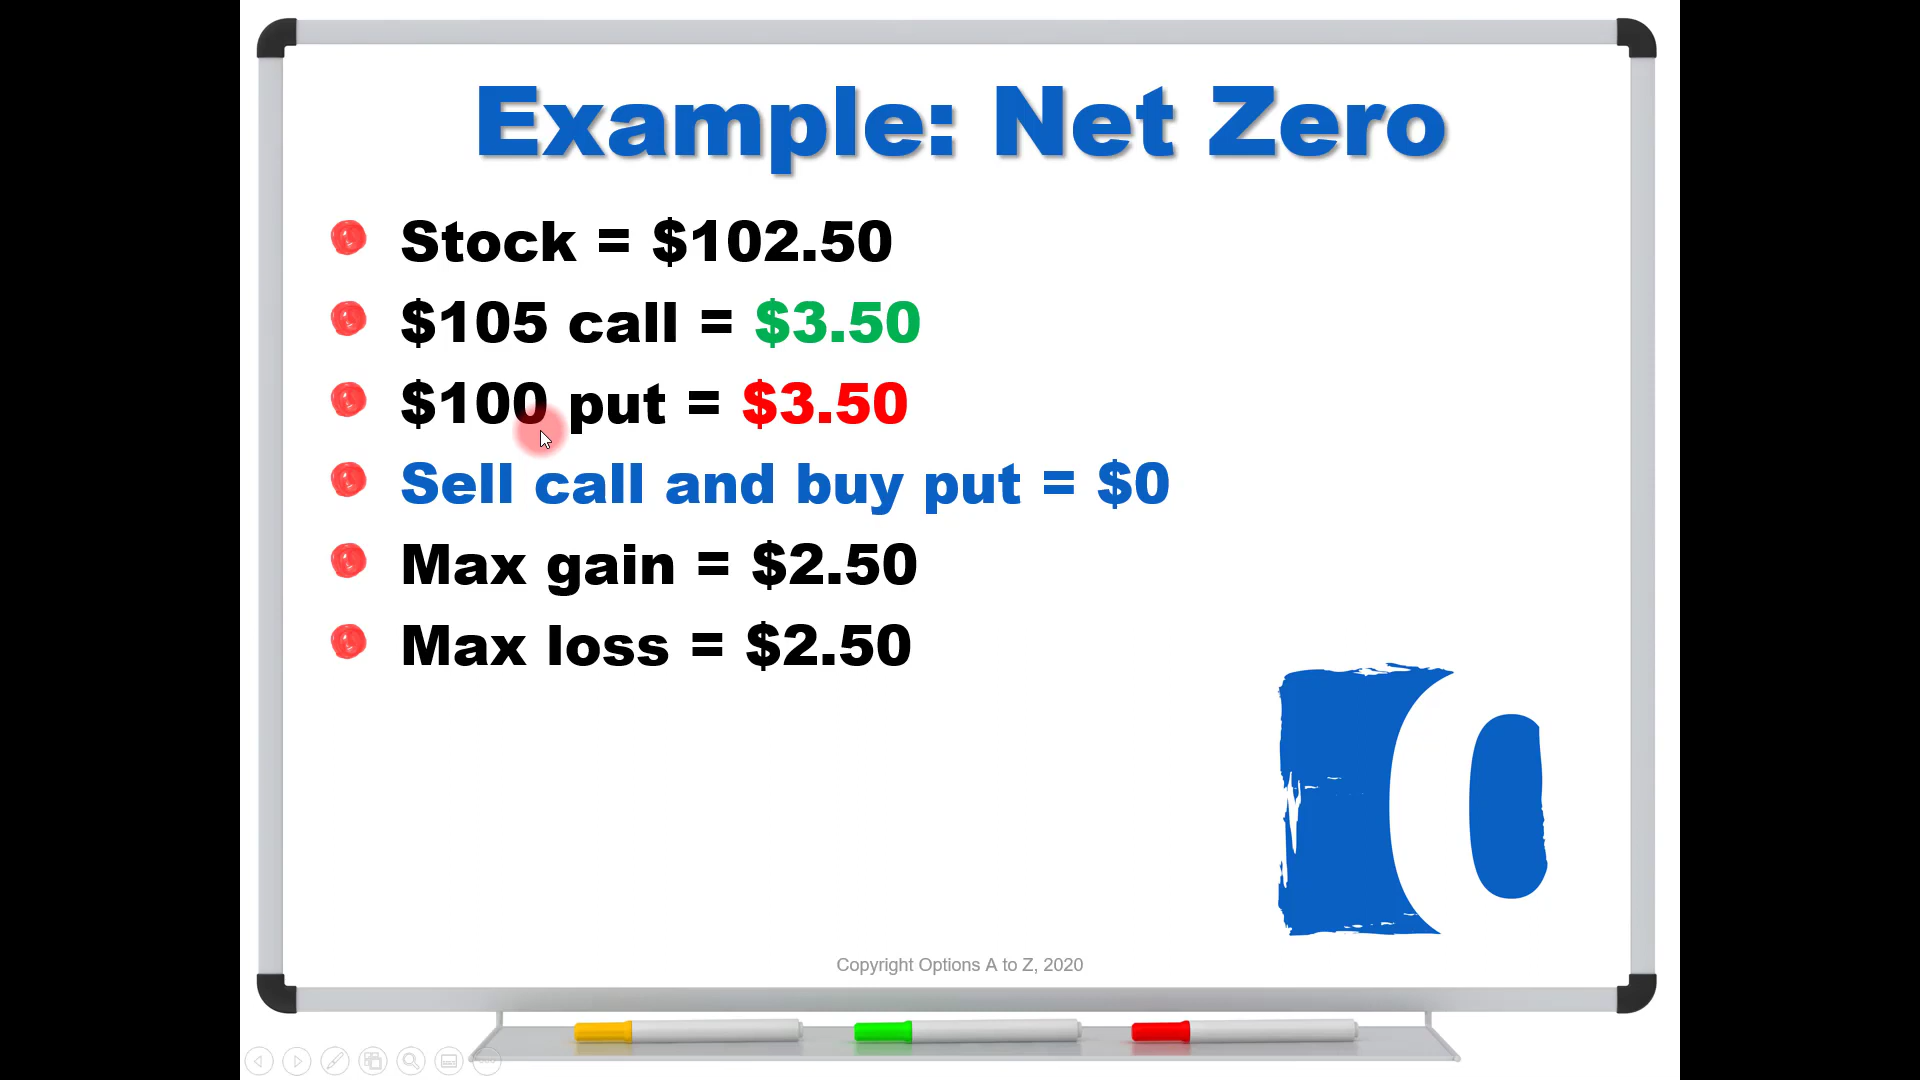 Example: Net Zero
Stock = $102.50
$105 call = $3.50
$100 put = $3.50
Sell call and buy put = $0
Max gain = $2.50
Max loss = $2.50
0
Copyright Options A to Z, 2020